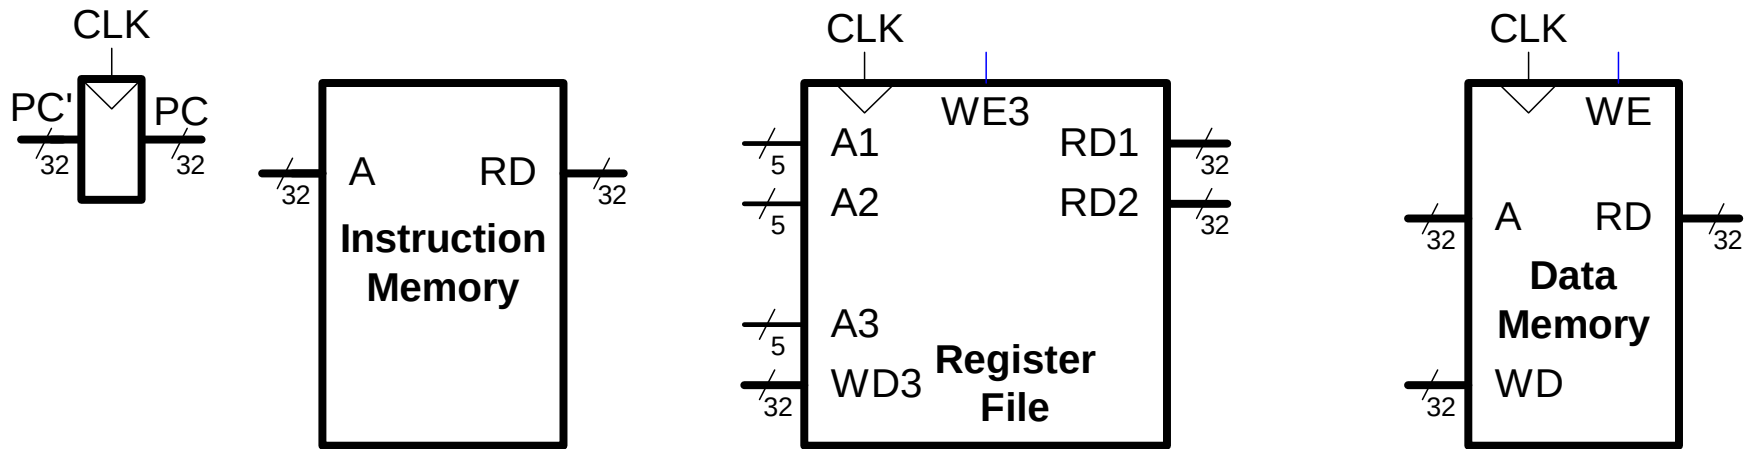 CLK
PC'
PC
32
32
A
RD
32
32
Instruction
Memory
CLK
WE3
A1
RD1
5
32
A2
RD2
5
32
A3
5
WD3
32
Register
File
CLK
WE
A
RD
32
32
Data
Memory
WD
32